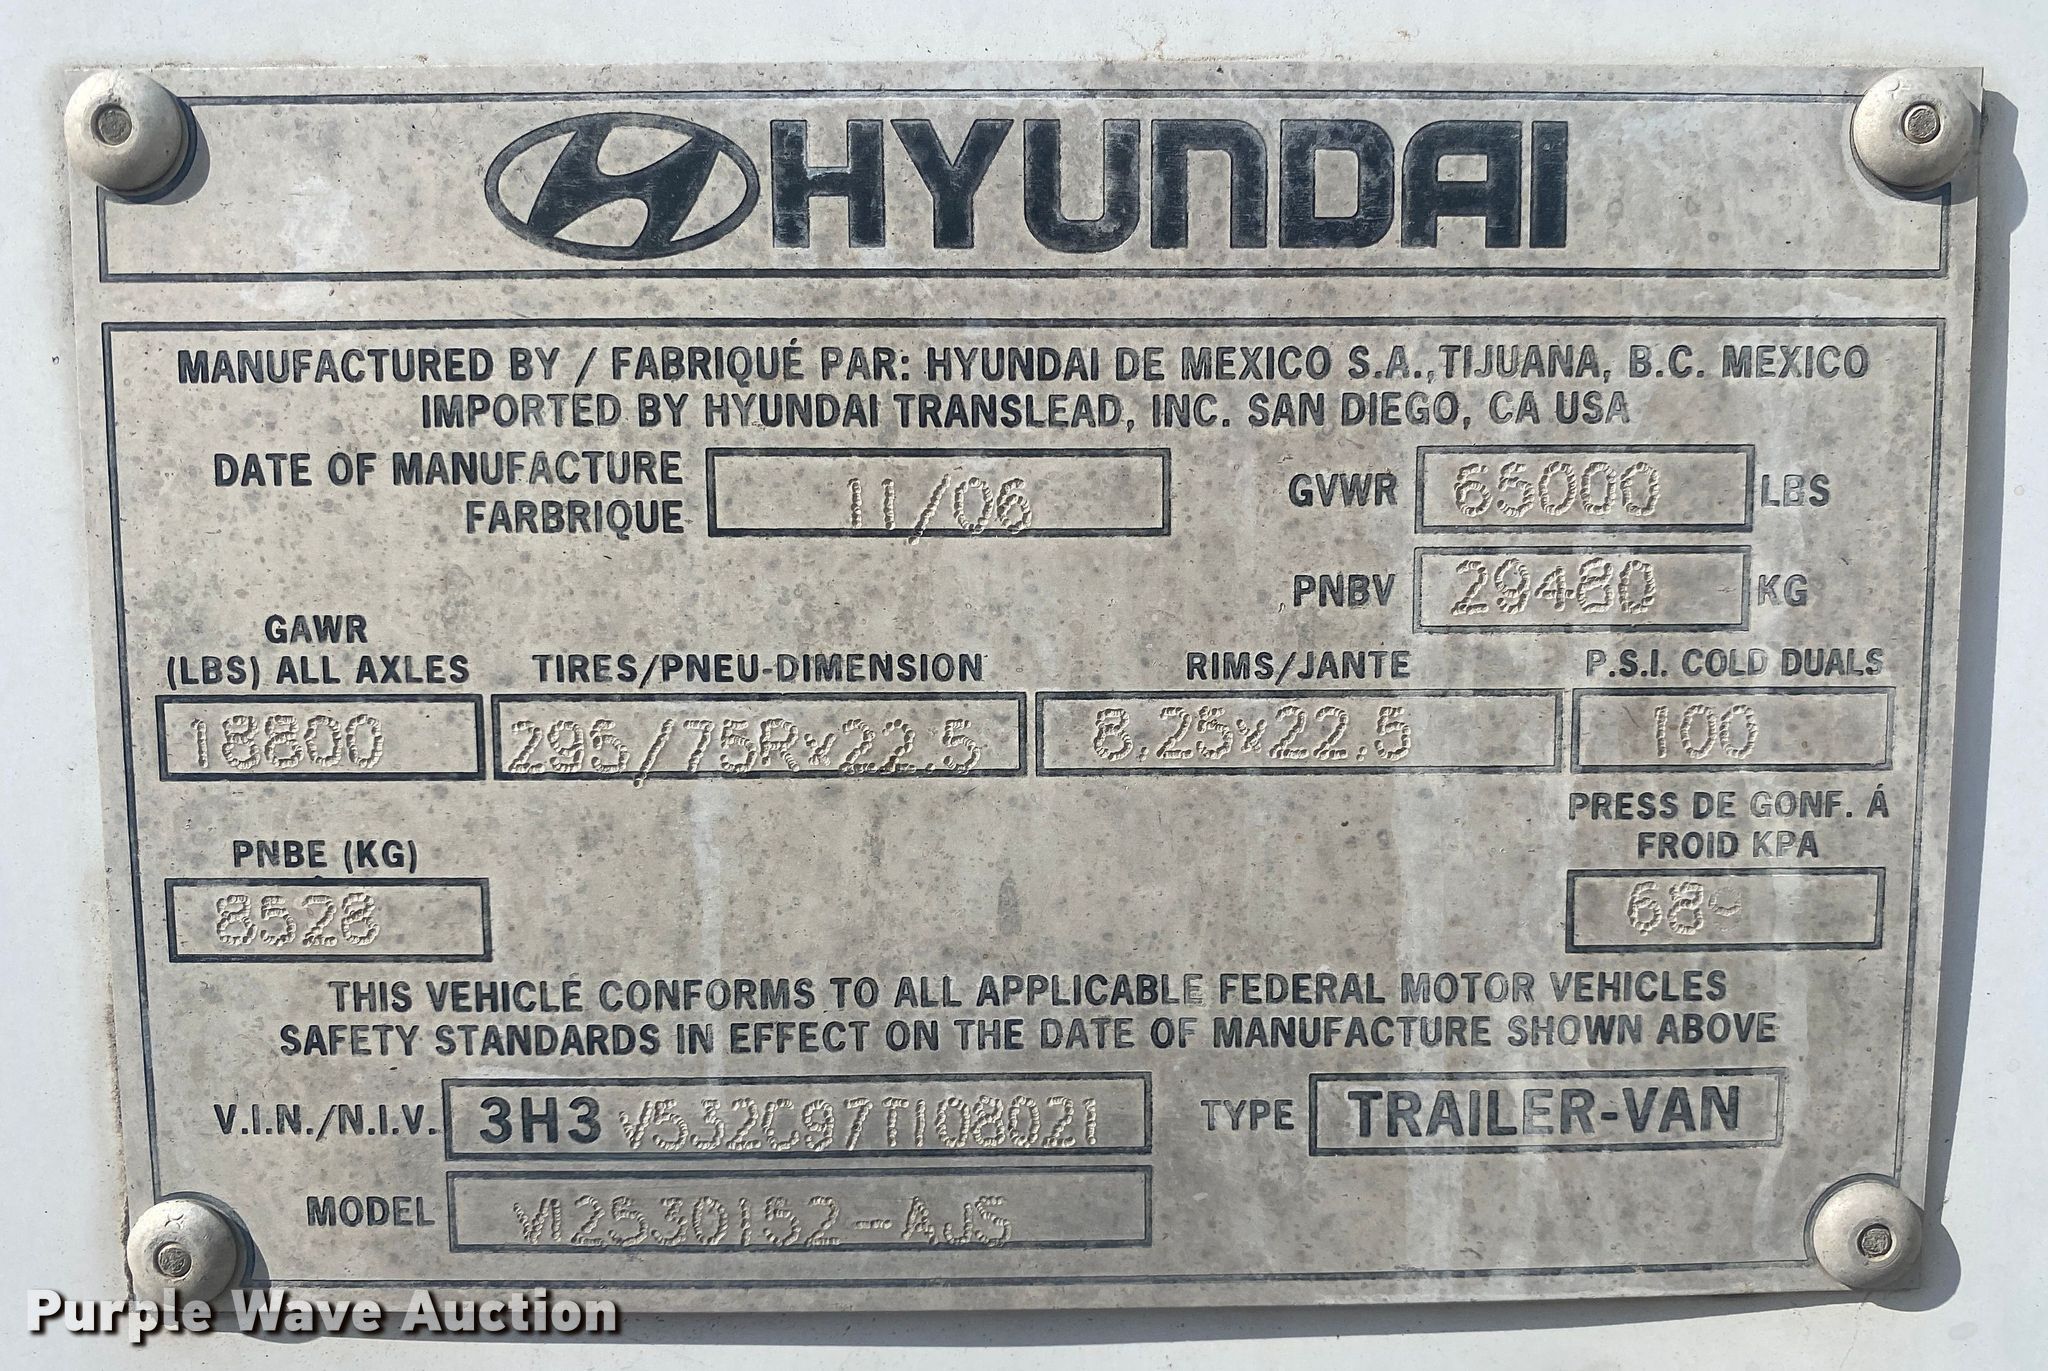 HYUNDAI
MANUFACTURED BY / FABRIQUÉ PAR: HYUNDAI DE MEXICO S.A., TIJUANA, B.C. MEXICO
IMPORTED BY HYUNDAI TRANSLEAD, INC. SAN DIEGO, CA USA
DATE OF MANUFACTURE
FARBRIQUE
11/06
GVWR 65000 LBS
PNBV 29480 KG
GAWR
(LBS) ALL AXLES
18800
TIRES/PNEU-DIMENSION
295/75Rx22.5
RIMS/JANTE
8.25x22.5
P.S.I. COLD DUALS
100
PNBE (KG)
8528
PRESS DE GONF. Á
FROID KPA
THIS VEHICLE CONFORMS TO ALL APPLICABLE FEDERAL MOTOR VEHICLES
SAFETY STANDARDS IN EFFECT ON THE DATE OF MANUFACTURE SHOWN ABOVE
V.I.N./N.I.V. 3H3V532C97T108021
TYPE TRAILER-VAN
MODEL
Purple Wave Auction